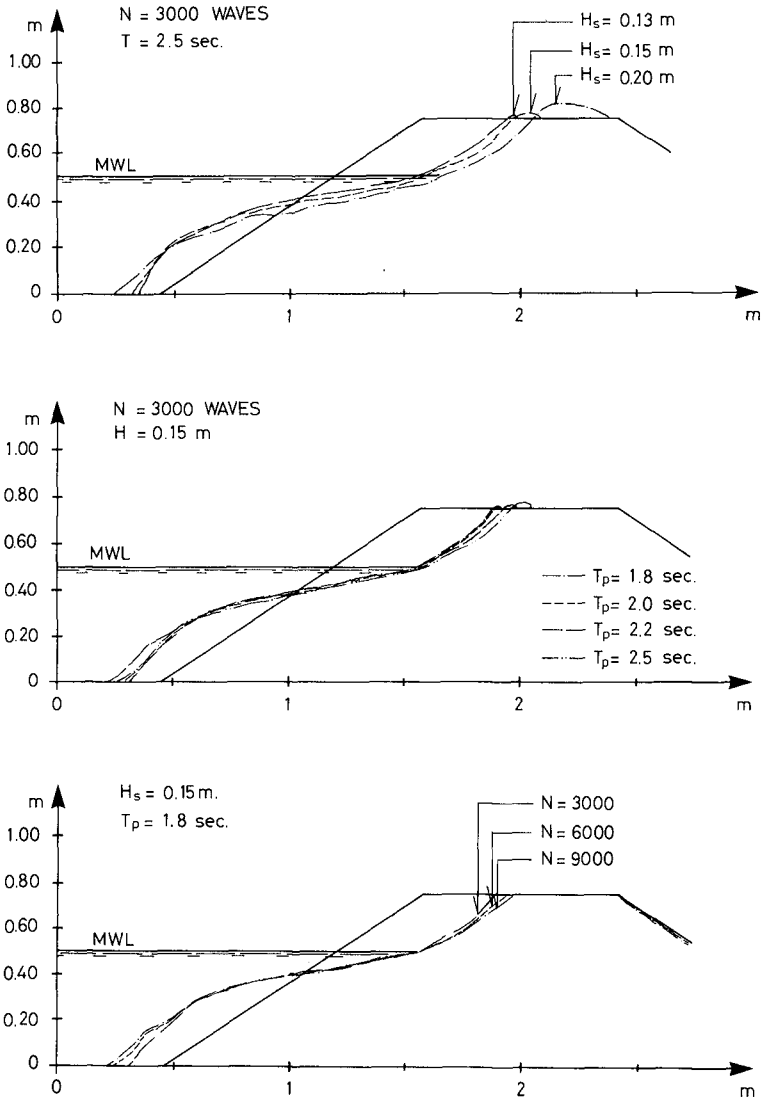 N = 3000 WAVES
T = 2.5 sec.
m
1.00
0.80
0.60
0.40
0.20
0
MWL
Hs = 0.13 m
Hs = 0.15 m
Hs = 0.20 m
0
1
2
m
N = 3000 WAVES
H = 0.15 m
m
1.00
0.80
0.60
0.40
0.20
0
MWL
Tp = 1.8 sec.
Tp = 2.0 sec.
Tp = 2.2 sec.
Tp = 2.5 sec.
0
1
2
m
Hs = 0.15 m.
Tp = 1.8 sec.
m
1.00
0.80
0.60
0.40
0.20
0
MWL
N = 3000
N = 6000
N = 9000
0
1
2
m